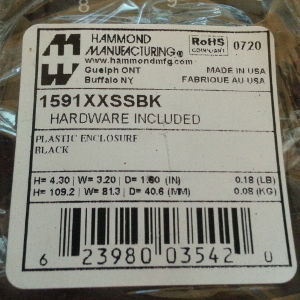 HAMMOND
MANUFACTURING®
www.hammondmfg.com
Guelph ONT
Buffalo NY
RoHS
COMPLIANT
0720
MADE IN USA
FABRIQUE AU USA
1591XXSSBK
HARDWARE INCLUDED
PLASTIC ENCLOSURE
BLACK
H= 4.30 | W= 3.20 | D= 1.60 (IN) 0.18 (LB)
H= 109.2 | W= 81.3 | D= 40.6 (MM) 0.08 (KG)
6 23980 03542 0